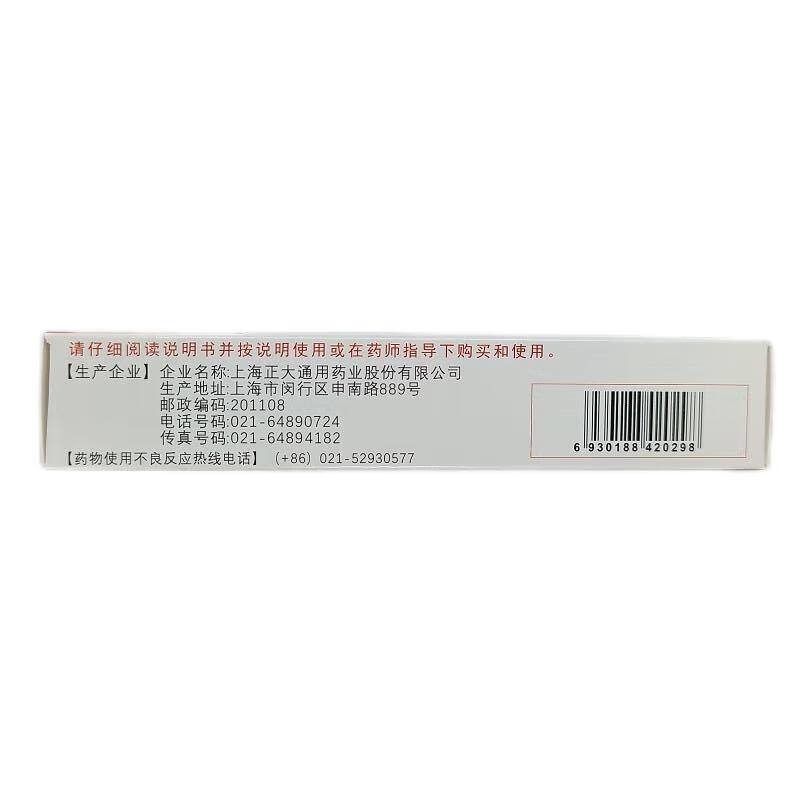 请仔细阅读说明书并按说明使用或在药师指导下购买和使用。
【生产企业】企业名称:上海正大通用药业股份有限公司
生产地址:上海市闵行区申南路889号
邮政编码:201108
电话号码:021-64890724
传真号码:021-64894182
【药物使用不良反应热线电话】(+86) 021-52930577
6 930188 420298